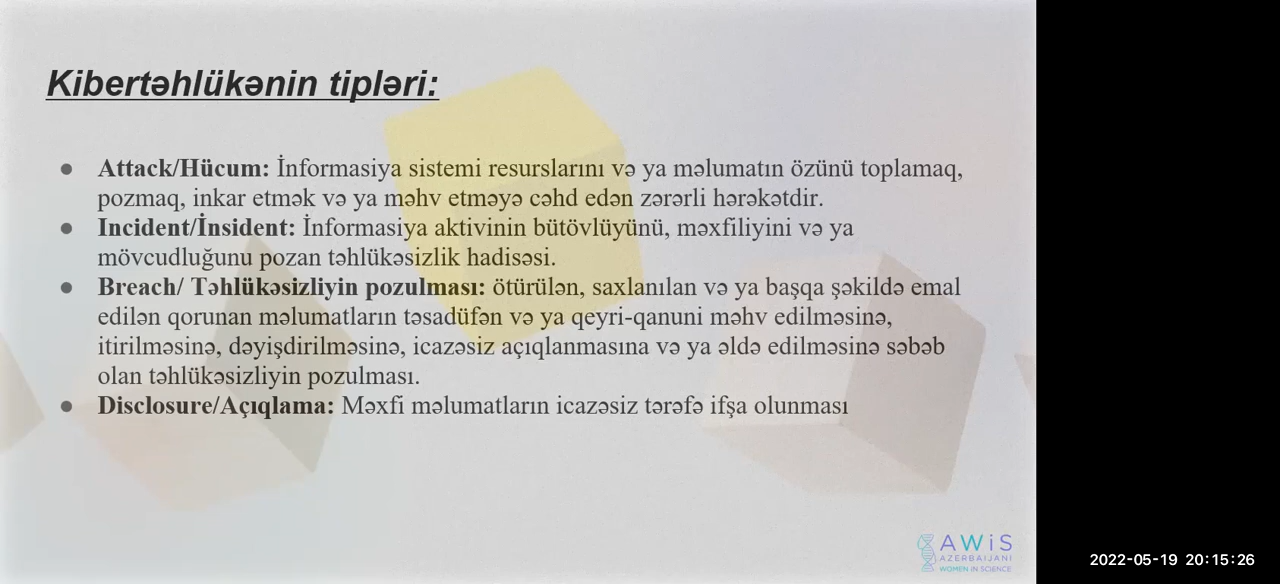 Kibertəhlükənin tipləri:
● Attack/Hücum: İnformasiya sistemi resurslarını və ya məlumatın özünü toplamaq,
pozmaq, inkar etmək və ya məhv etməyə cəhd edən zərərli hərəkətdir.
● Incident/İnsident: İnformasiya aktivinin bütövlüyünü, məxfiliyini və ya
mövcudluğunu pozan təhlükəsizlik hadisəsi.
● Breach/ Təhlükəsizliyin pozulması: ötürülən, saxlanılan və ya başqa şəkildə emal
edilən qorunan məlumatların təsadüfən və ya qeyri-qanuni məhv edilməsinə,
itirilməsinə, dəyişdirilməsinə, icazəsiz açıqlanmasına və ya əldə edilməsinə səbəb
olan təhlükəsizliyin pozulması.
● Disclosure/Açıqlama: Məxfi məlumatların icazəsiz tərəfə ifşa olunması
AWiS
AZERBAIJANI
WOMEN IN SCIENCE
2022-05-19 20:15:26